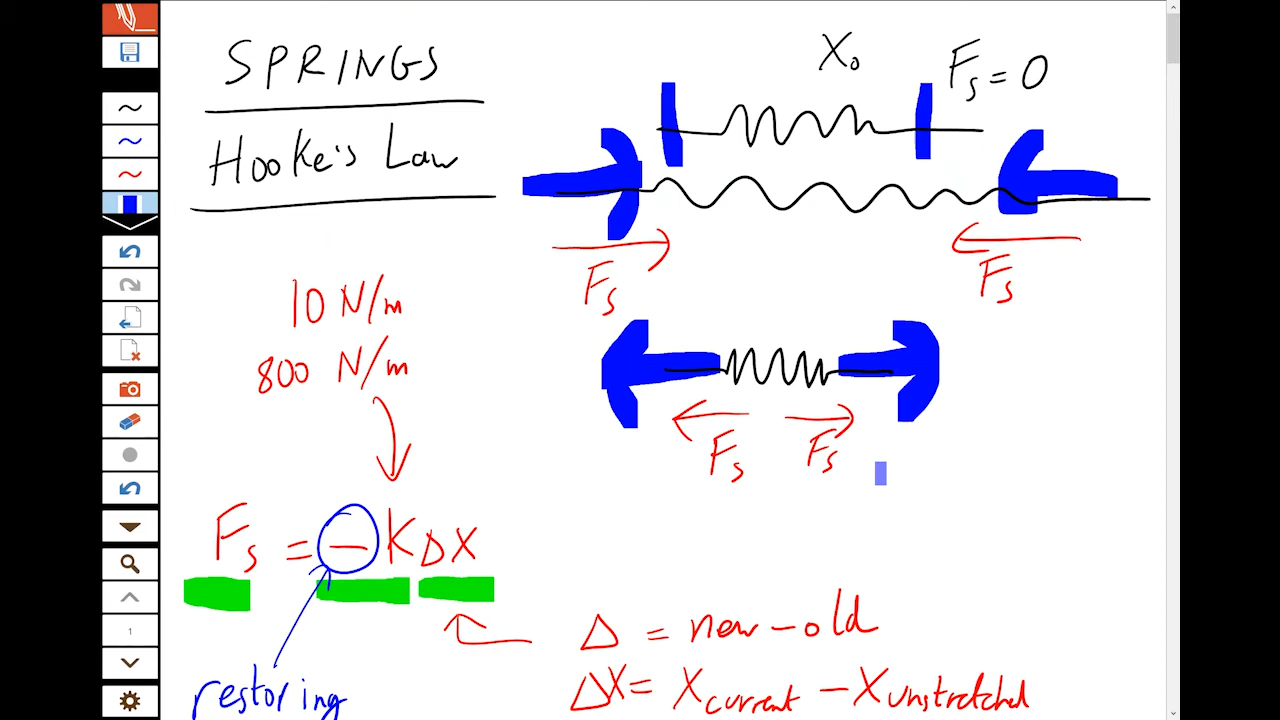 SPRINGS
Hooke's Law
X₀
Fₛ = 0
Fₛ
Fₛ
10 N/m
800 N/m
Fₛ
Fₛ
Fₛ = - K Δ X
Δ = new - old
ΔX = Xcurrent - Xunstretched
restoring
1